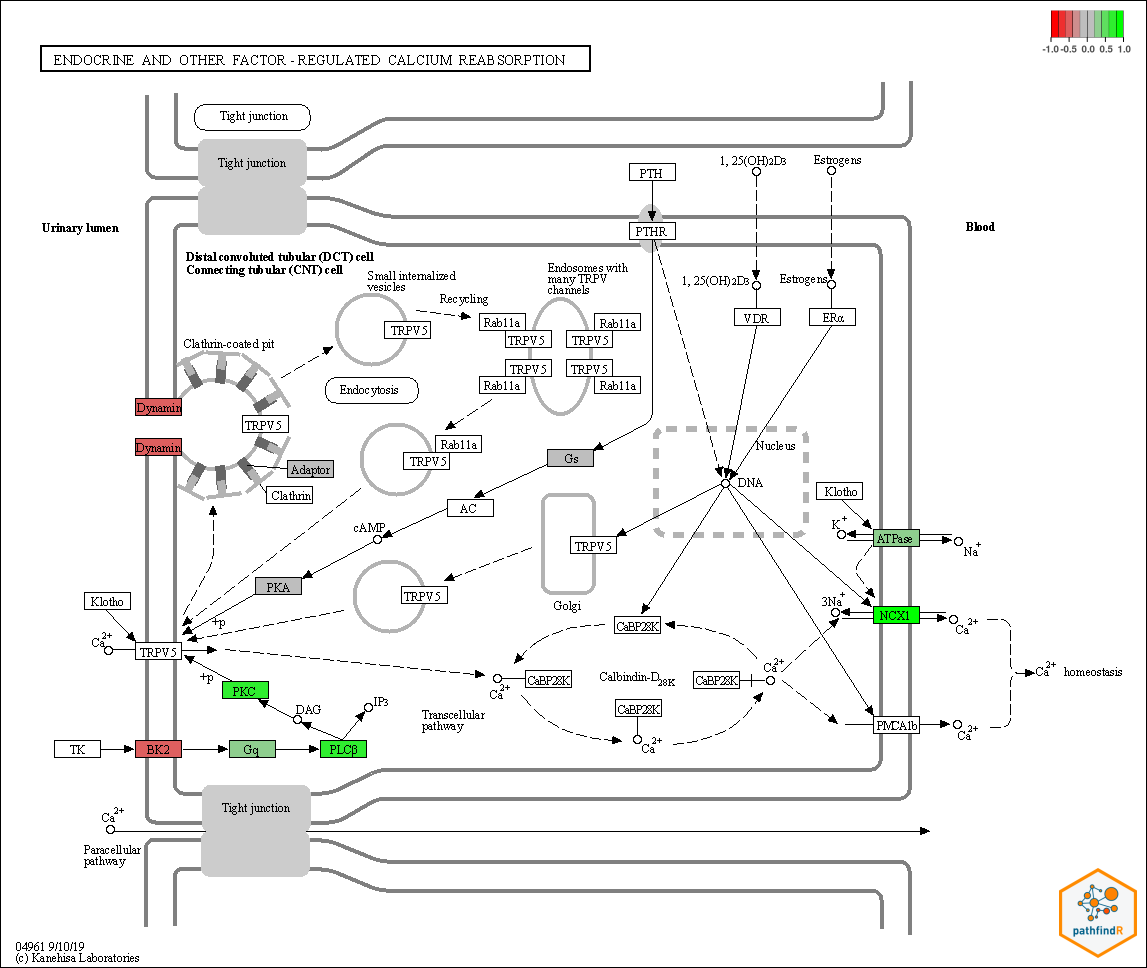 -1.0 -0.5 0.0 0.5 1.0
ENDOCRINE AND OTHER FACTOR - REGULATED CALCIUM REABSORPTION
Tight junction
Tight junction
PTH
1, 25(OH)2D3
Estrogens
Urinary lumen
PTHR
Blood
Distal convoluted tubular (DCT) cell
Connecting tubular (CNT) cell
Small internalized
vesicles
Endosomes with
many TRPV
channels
Recycling
1, 25(OH)2D3
Estrogens
TRPV5
Rab11a
TRPV5
Rab11a
TRPV5
VDR
ERα
Clathrin-coated pit
TRPV5
Rab11a
TRPV5
Rab11a
Endocytosis
Dynamin
TRPV5
Dynamin
Rab11a
TRPV5
Nucleus
Gs
Adaptor
Clathrin
DNA
Klotho
AC
cAMP
K+
ATPase
Na+
TRPV5
PKA
TRPV5
Golgi
Klotho
3Na+
NCX1
Ca2+
+p
CaBP28K
Ca2+
TRPV5
Ca2+
CaBP28K
Calbindin-D28K
CaBP28K
Ca2+
Ca2+ homeostasis
+p
PKC
DAG
IP3
CaBP28K
Transcellular
pathway
Ca2+
PMCA1b
Ca2+
TK
BK2
Gq
PLCβ
Tight junction
Ca2+
Paracellular
pathway
pathfindR
04961 9/10/19
(c) Kanehisa Laboratories